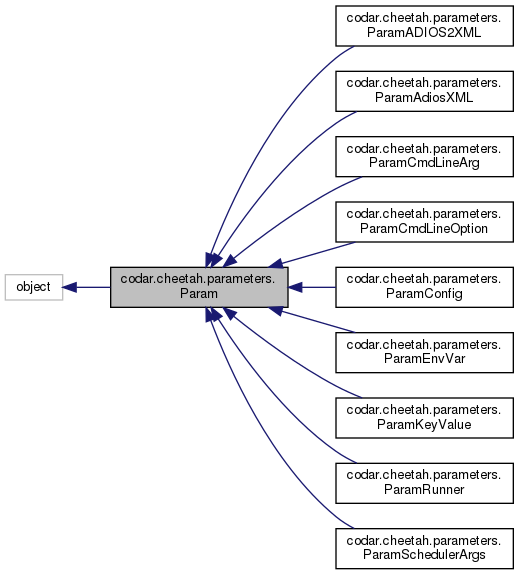 codar.cheetah.parameters.
ParamADIOS2XML
codar.cheetah.parameters.
ParamAdiosXML
codar.cheetah.parameters.
ParamCmdLineArg
codar.cheetah.parameters.
ParamCmdLineOption
object
codar.cheetah.parameters.
Param
codar.cheetah.parameters.
ParamConfig
codar.cheetah.parameters.
ParamEnvVar
codar.cheetah.parameters.
ParamKeyValue
codar.cheetah.parameters.
ParamRunner
codar.cheetah.parameters.
ParamSchedulerArgs